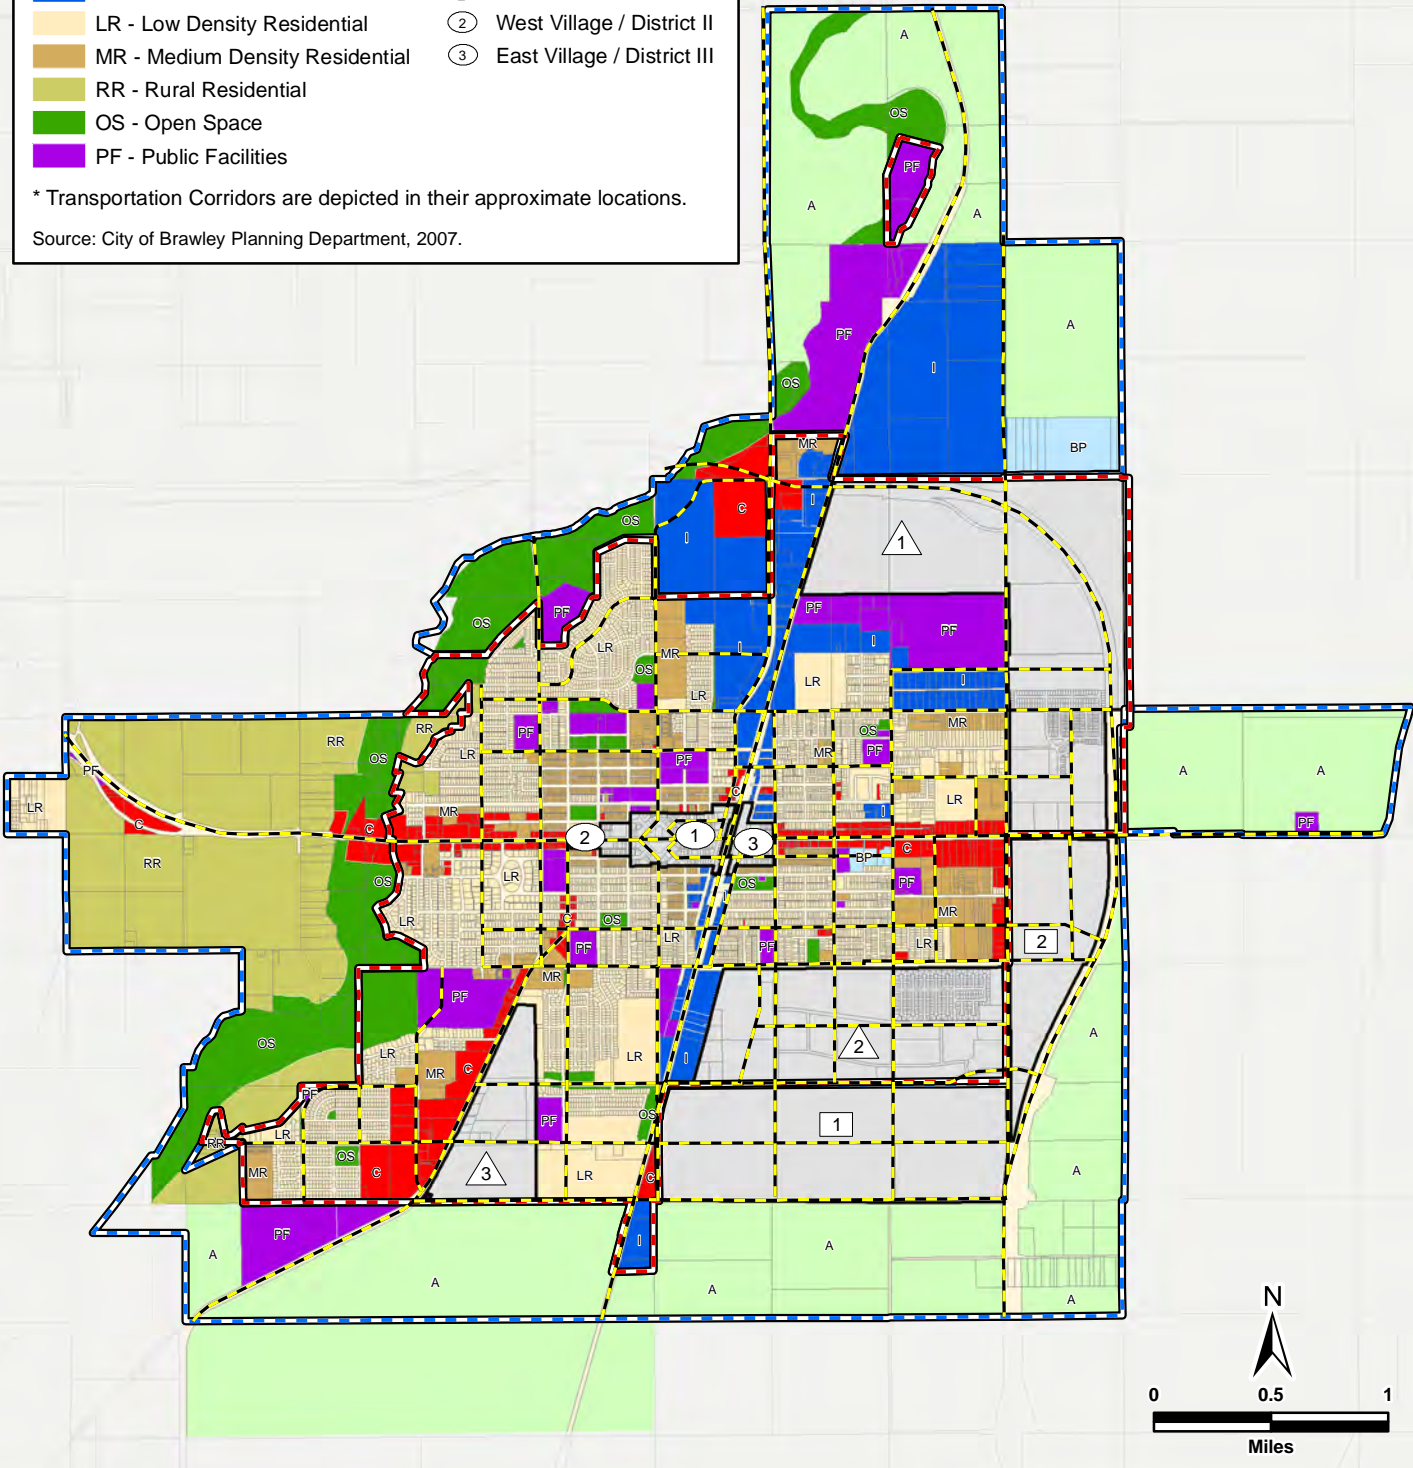 LR - Low Density Residential
② West Village / District II
MR - Medium Density Residential
③ East Village / District III
RR - Rural Residential
OS - Open Space
PF - Public Facilities
* Transportation Corridors are depicted in their approximate locations.
Source: City of Brawley Planning Department, 2007.
A
OS
PF
A
A
A
PF
I
OS
MR
BP
C
I
OS
I
1
PF
OS
PF
PF
LR
MR
I
I
OS
LR
LR
I
RR
RR
PF
OS
MR
OS
LR
PF
MR
PF
PF
A
A
C
LR
LR
MR
I
PF
C
C
2
1
3
RR
C
BP
OS
LR
OS
PF
LR
C
OS
MR
LR
PF
PF
LR
2
MR
PF
A
OS
LR
LR
2
MR
C
I
PF
PF
OS
1
RR
LR
OS
MR
C
3
LR
C
A
PF
A
I
A
A
A
A
N
0 0.5 1
Miles